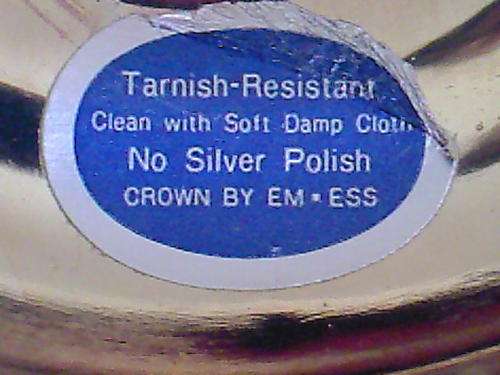 Tarnish-Resistant
Clean with Soft Damp Cloth
No Silver Polish
CROWN BY EM • ESS